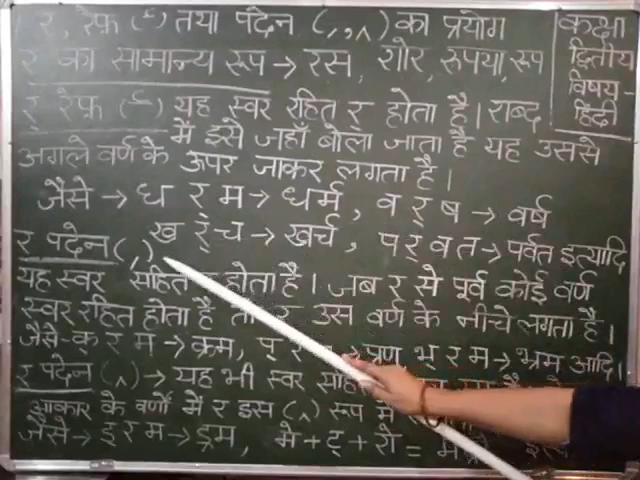 र, रेफ़ (र्) तथा पदेन (्र, ^) का प्रयोग
कक्षा
द्वितीय
विषय-
हिंदी
र का सामान्य रूप → रस, शोर, रुपया, रूप
र् रेफ़ (र्) यह स्वर रहित र् होता है। शब्द
में इसे जहाँ बोला जाता है यह उससे
अगले वर्ण के ऊपर जाकर लगता है।
जैसे → ध र् म → धर्म, व र् ष → वर्ष
ख र् च → खर्च, प र् व त → पर्वत इत्यादि
र पदेन (्र)
यह स्वर सहित र होता है। जब र से पूर्व कोई वर्ण
स्वर रहित होता है तो र उस वर्ण के नीचे लगता है।
जैसे- क् र म → क्रम, प् र → प्रण भ् र म → भ्रम आदि।
र पदेन (^) → यह भी स्वर
आकार के वर्णों में र इस (^) रूप में
जैसे → ड् र म → ड्रम, मे + ट् + रो =